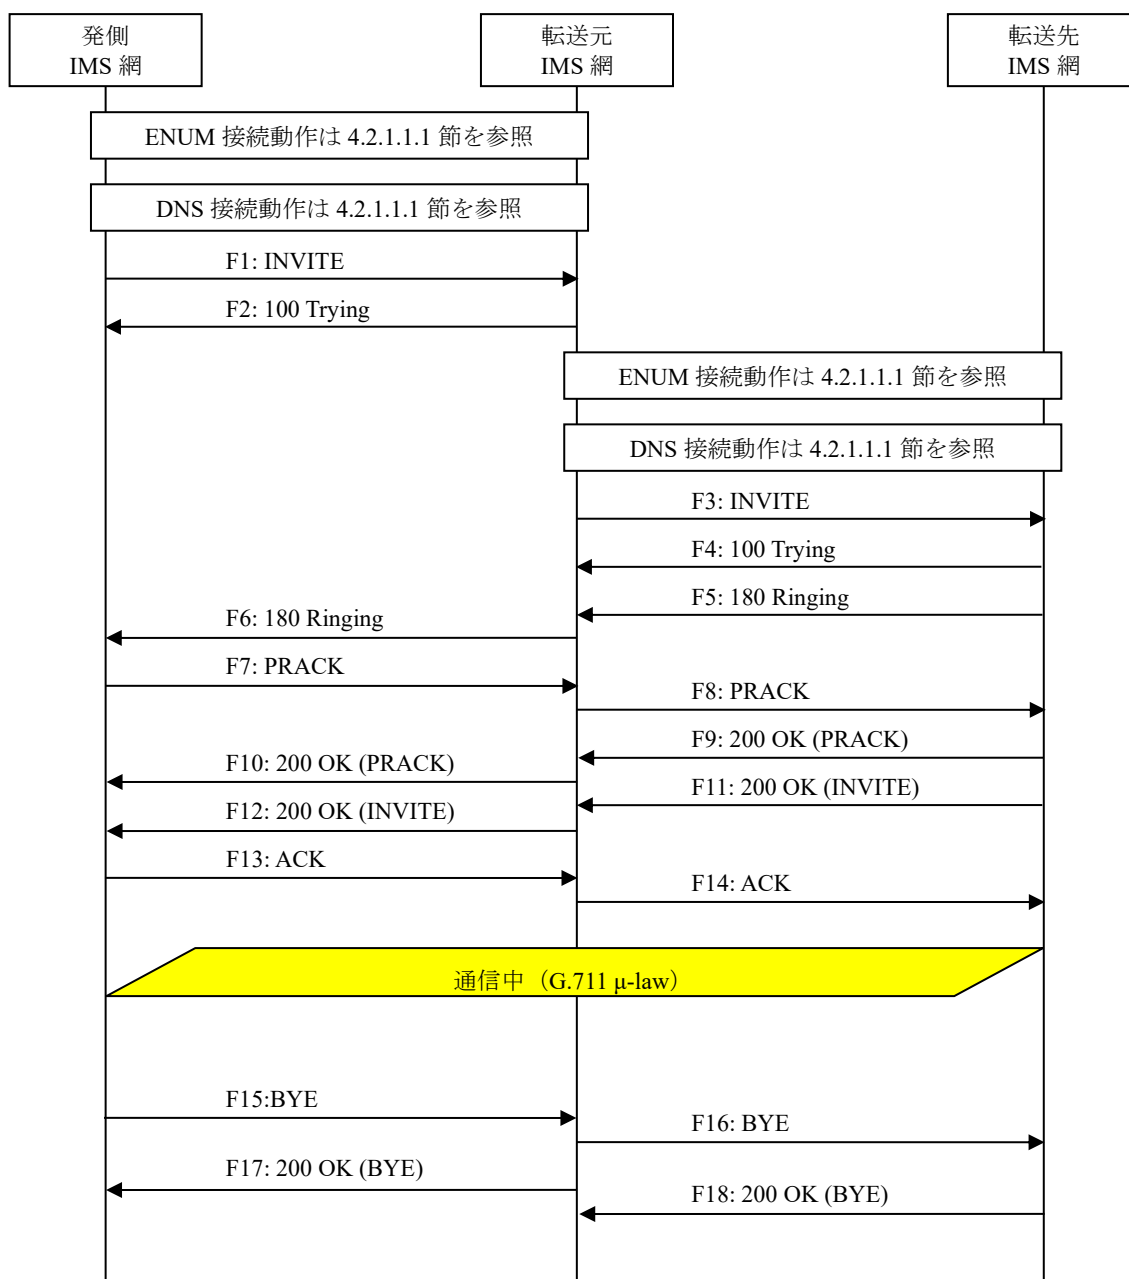 発側
IMS 網
転送元
IMS 網
転送先
IMS 網
ENUM 接続動作は 4.2.1.1.1 節を参照
DNS 接続動作は 4.2.1.1.1 節を参照
F1: INVITE
F2: 100 Trying
ENUM 接続動作は 4.2.1.1.1 節を参照
DNS 接続動作は 4.2.1.1.1 節を参照
F3: INVITE
F4: 100 Trying
F5: 180 Ringing
F6: 180 Ringing
F7: PRACK
F8: PRACK
F9: 200 OK (PRACK)
F10: 200 OK (PRACK)
F11: 200 OK (INVITE)
F12: 200 OK (INVITE)
F13: ACK
F14: ACK
通信中（G.711 μ-law）
F15:BYE
F16: BYE
F17: 200 OK (BYE)
F18: 200 OK (BYE)